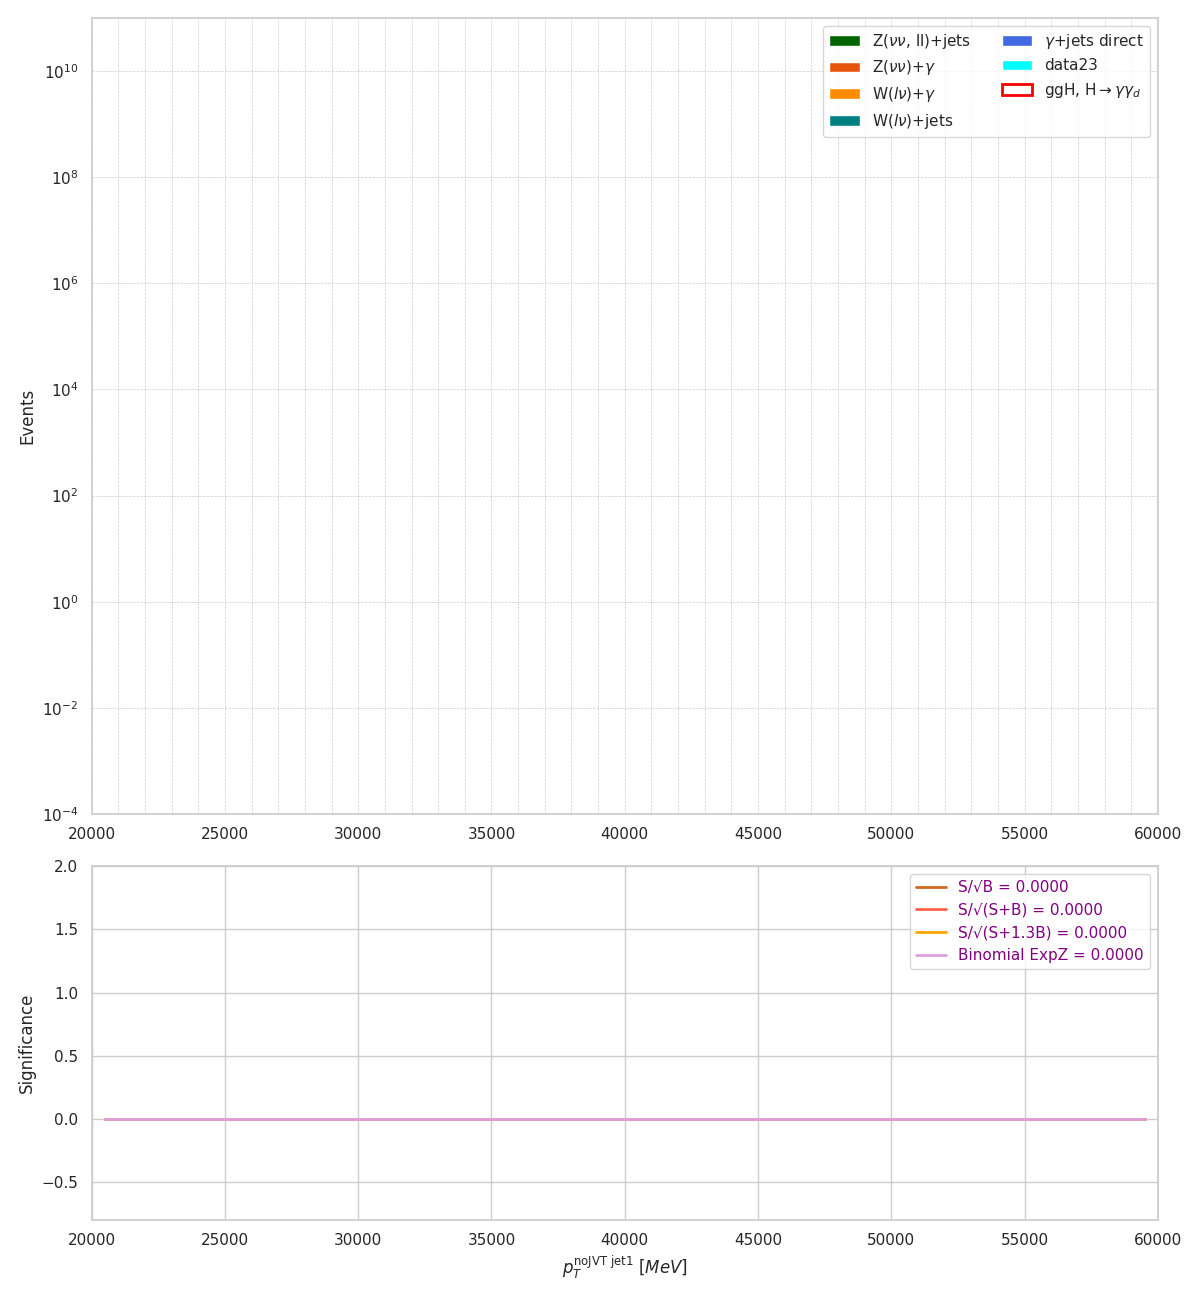 Z(νν, ll)+jets
Z(νν)+γ
W(lν)+γ
W(lν)+jets
γ+jets direct
data23
ggH, H→γγ_d
Events
10^10
10^8
10^6
10^4
10^2
10^0
10^−2
10^−4
20000 25000 30000 35000 40000 45000 50000 55000 60000
S/√B = 0.0000
S/√(S+B) = 0.0000
S/√(S+1.3B) = 0.0000
Binomial ExpZ = 0.0000
Significance
2.0
1.5
1.0
0.5
0.0
−0.5
20000 25000 30000 35000 40000 45000 50000 55000 60000
p_T^noJVT jet1 [MeV]